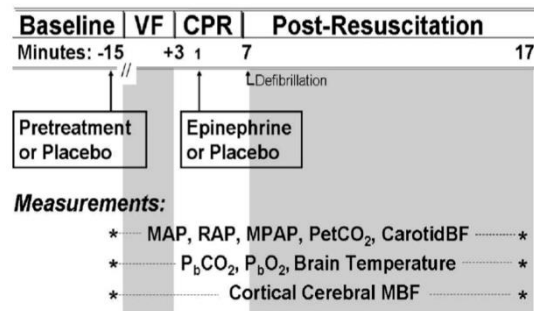 Baseline VF CPR Post-Resuscitation
Minutes: -15 // +3 1 7 17
Defibrillation
Pretreatment
or Placebo
Epinephrine
or Placebo
Measurements:
* MAP, RAP, MPAP, PetCO₂, CarotidBF *
* PbCO₂, PbO₂, Brain Temperature *
* Cortical Cerebral MBF *